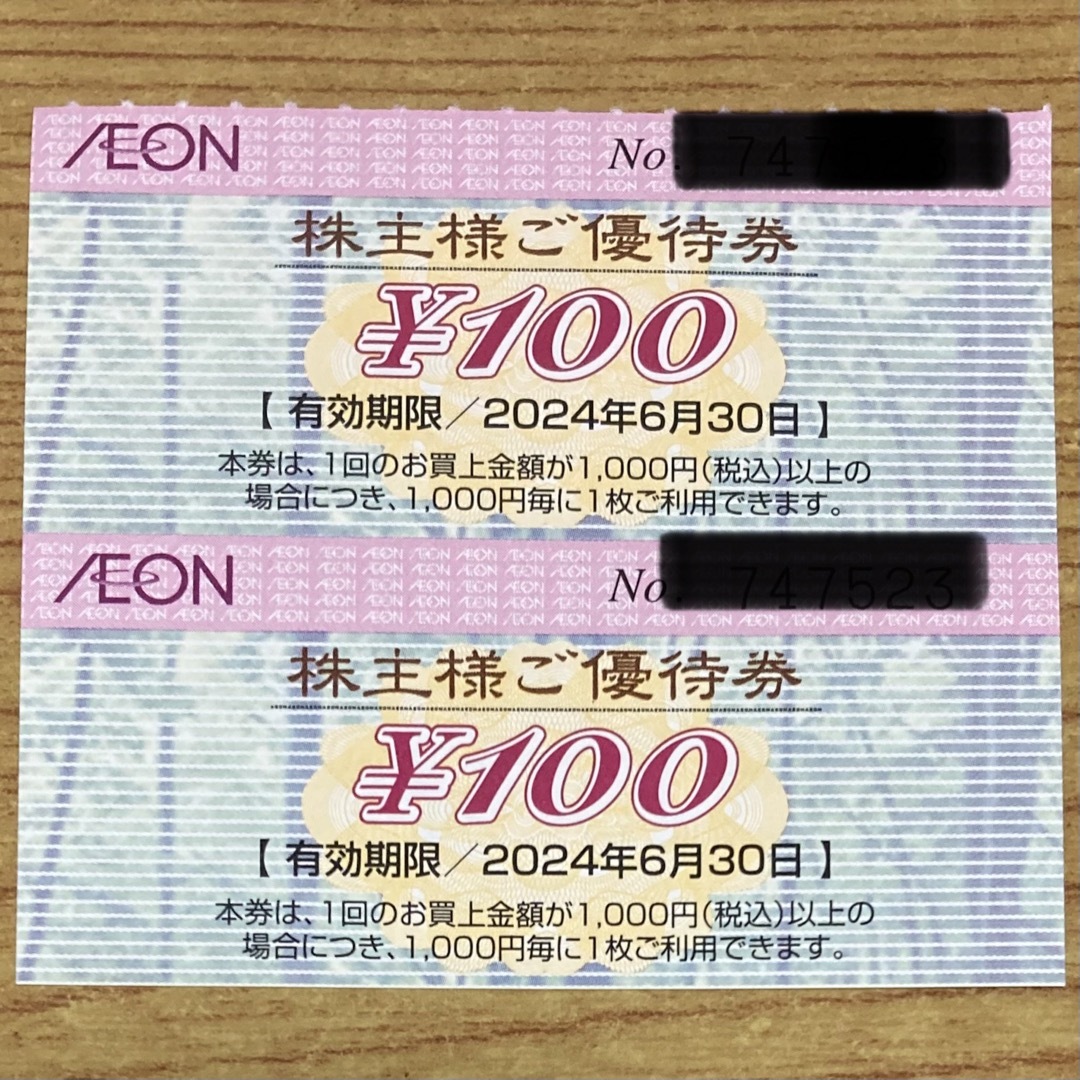 ÆON No.
株主様ご優待券
¥100
【 有効期限／2024年6月30日 】
本券は、1回のお買上金額が1,000円(税込)以上の
場合につき、1,000円毎に1枚ご利用できます。
ÆON No.
株主様ご優待券
¥100
【 有効期限／2024年6月30日 】
本券は、1回のお買上金額が1,000円(税込)以上の
場合につき、1,000円毎に1枚ご利用できます。